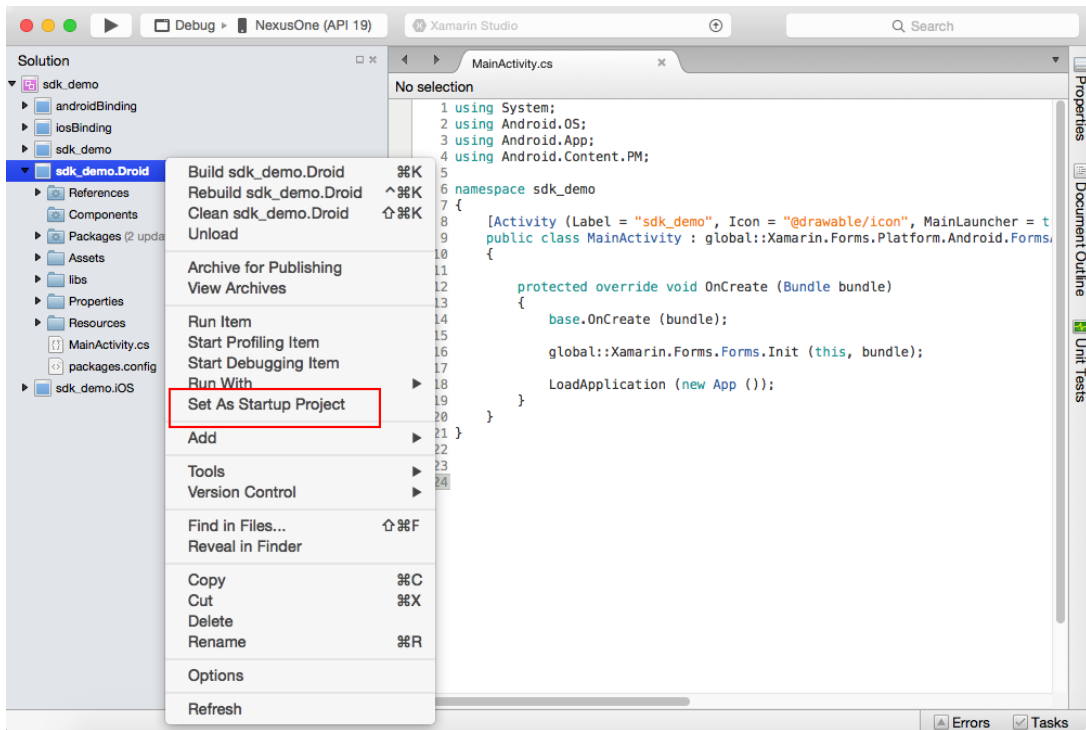 Debug NexusOne (API 19)
Xamarin Studio
Search
Solution
sdk_demo
androidBinding
iosBinding
sdk_demo
sdk_demo.Droid
References
Components
Packages (2 upda
Assets
libs
Properties
Resources
MainActivity.cs
packages.config
sdk_demo.iOS
Build sdk_demo.Droid ⌘K
Rebuild sdk_demo.Droid ^⌘K
Clean sdk_demo.Droid ⇧⌘K
Unload
Archive for Publishing
View Archives
Run Item
Start Profiling Item
Start Debugging Item
Run With
Set As Startup Project
Add
Tools
Version Control
Find in Files... ⇧⌘F
Reveal in Finder
Copy ⌘C
Cut ⌘X
Delete
Rename ⌘R
Options
Refresh
MainActivity.cs
No selection
1 using System;
2 using Android.OS;
3 using Android.App;
4 using Android.Content.PM;
5
6 namespace sdk_demo
7 {
8 [Activity (Label = "sdk_demo", Icon = "@drawable/icon", MainLauncher = t
9 public class MainActivity : global::Xamarin.Forms.Platform.Android.Forms
10 {
11
12 protected override void OnCreate (Bundle bundle)
13 {
14 base.OnCreate (bundle);
15
16 global::Xamarin.Forms.Forms.Init (this, bundle);
17
18 LoadApplication (new App ());
19 }
20 }
21 }
22
23
24
Properties
Document Outline
Unit Tests
Errors
Tasks